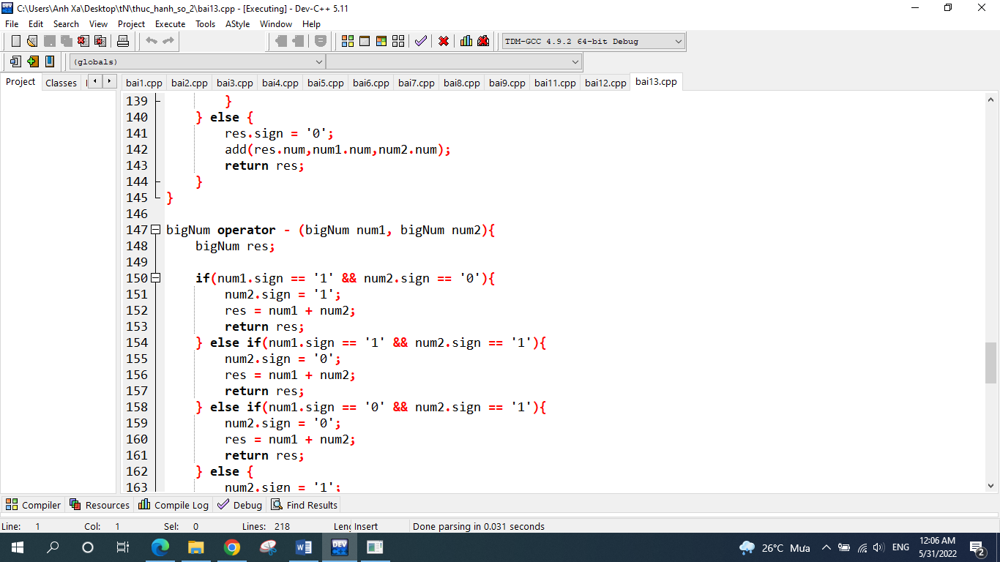 C:\Users\Anh Xa\Desktop\tN\thuc_hanh_so_2\bai13.cpp - [Executing] - Dev-C++ 5.11
File Edit Search View Project Execute Tools AStyle Window Help
TDM-GCC 4.9.2 64-bit Debug
(globals)
Project Classes
bai1.cpp bai2.cpp bai3.cpp bai4.cpp bai5.cpp bai6.cpp bai7.cpp bai8.cpp bai9.cpp bai11.cpp bai12.cpp bai13.cpp
139 }
140 } else {
141 res.sign = '0';
142 add(res.num,num1.num,num2.num);
143 return res;
144 }
145 }
146
147 bigNum operator - (bigNum num1, bigNum num2){
148 bigNum res;
149
150 if(num1.sign == '1' && num2.sign == '0'){
151 num2.sign = '1';
152 res = num1 + num2;
153 return res;
154 } else if(num1.sign == '1' && num2.sign == '1'){
155 num2.sign = '0';
156 res = num1 + num2;
157 return res;
158 } else if(num1.sign == '0' && num2.sign == '1'){
159 num2.sign = '0';
160 res = num1 + num2;
161 return res;
162 } else {
163 num2.sign = '1';
Compiler Resources Compile Log Debug Find Results
Line: 1 Col: 1 Sel: 0 Lines: 218 Insert Done parsing in 0.031 seconds
DEV 26°C Mưa ENG 12:06 AM
5/31/2022 2